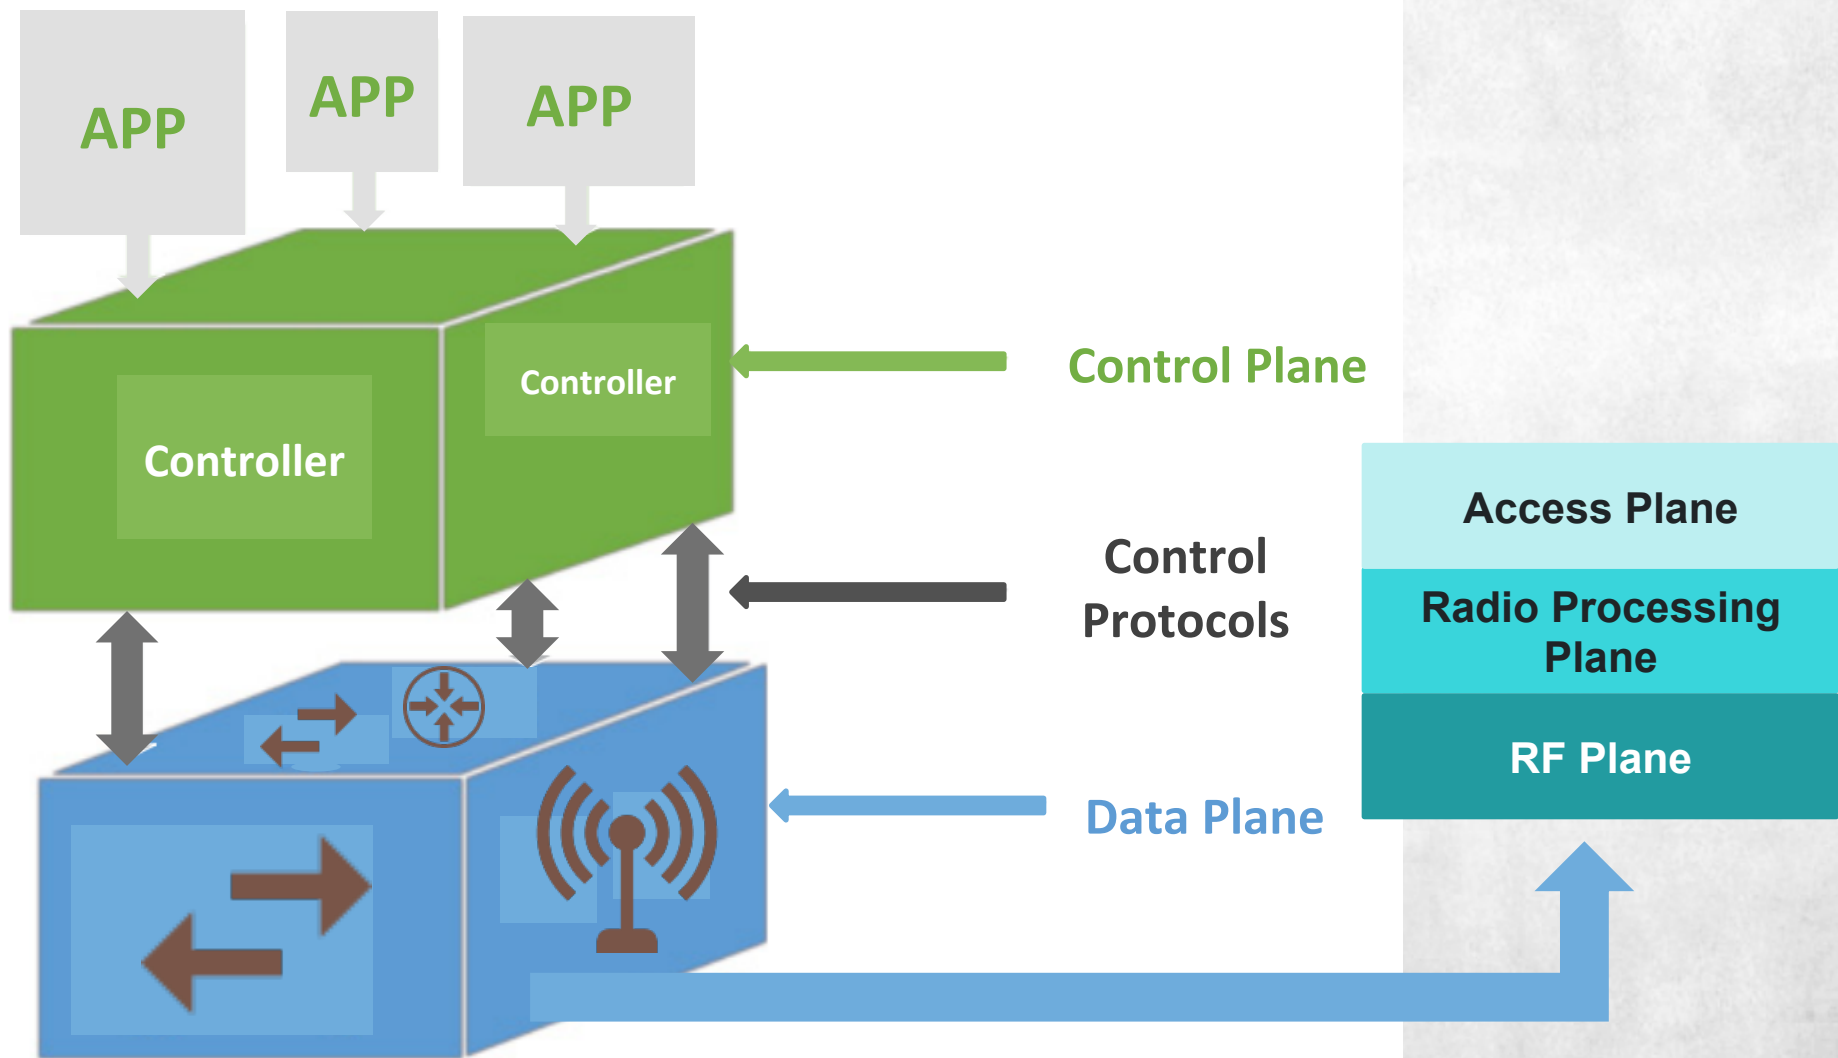 APP
APP
APP
Controller
Controller
Control Plane
Control
Protocols
Data Plane
Access Plane
Radio Processing
Plane
RF Plane